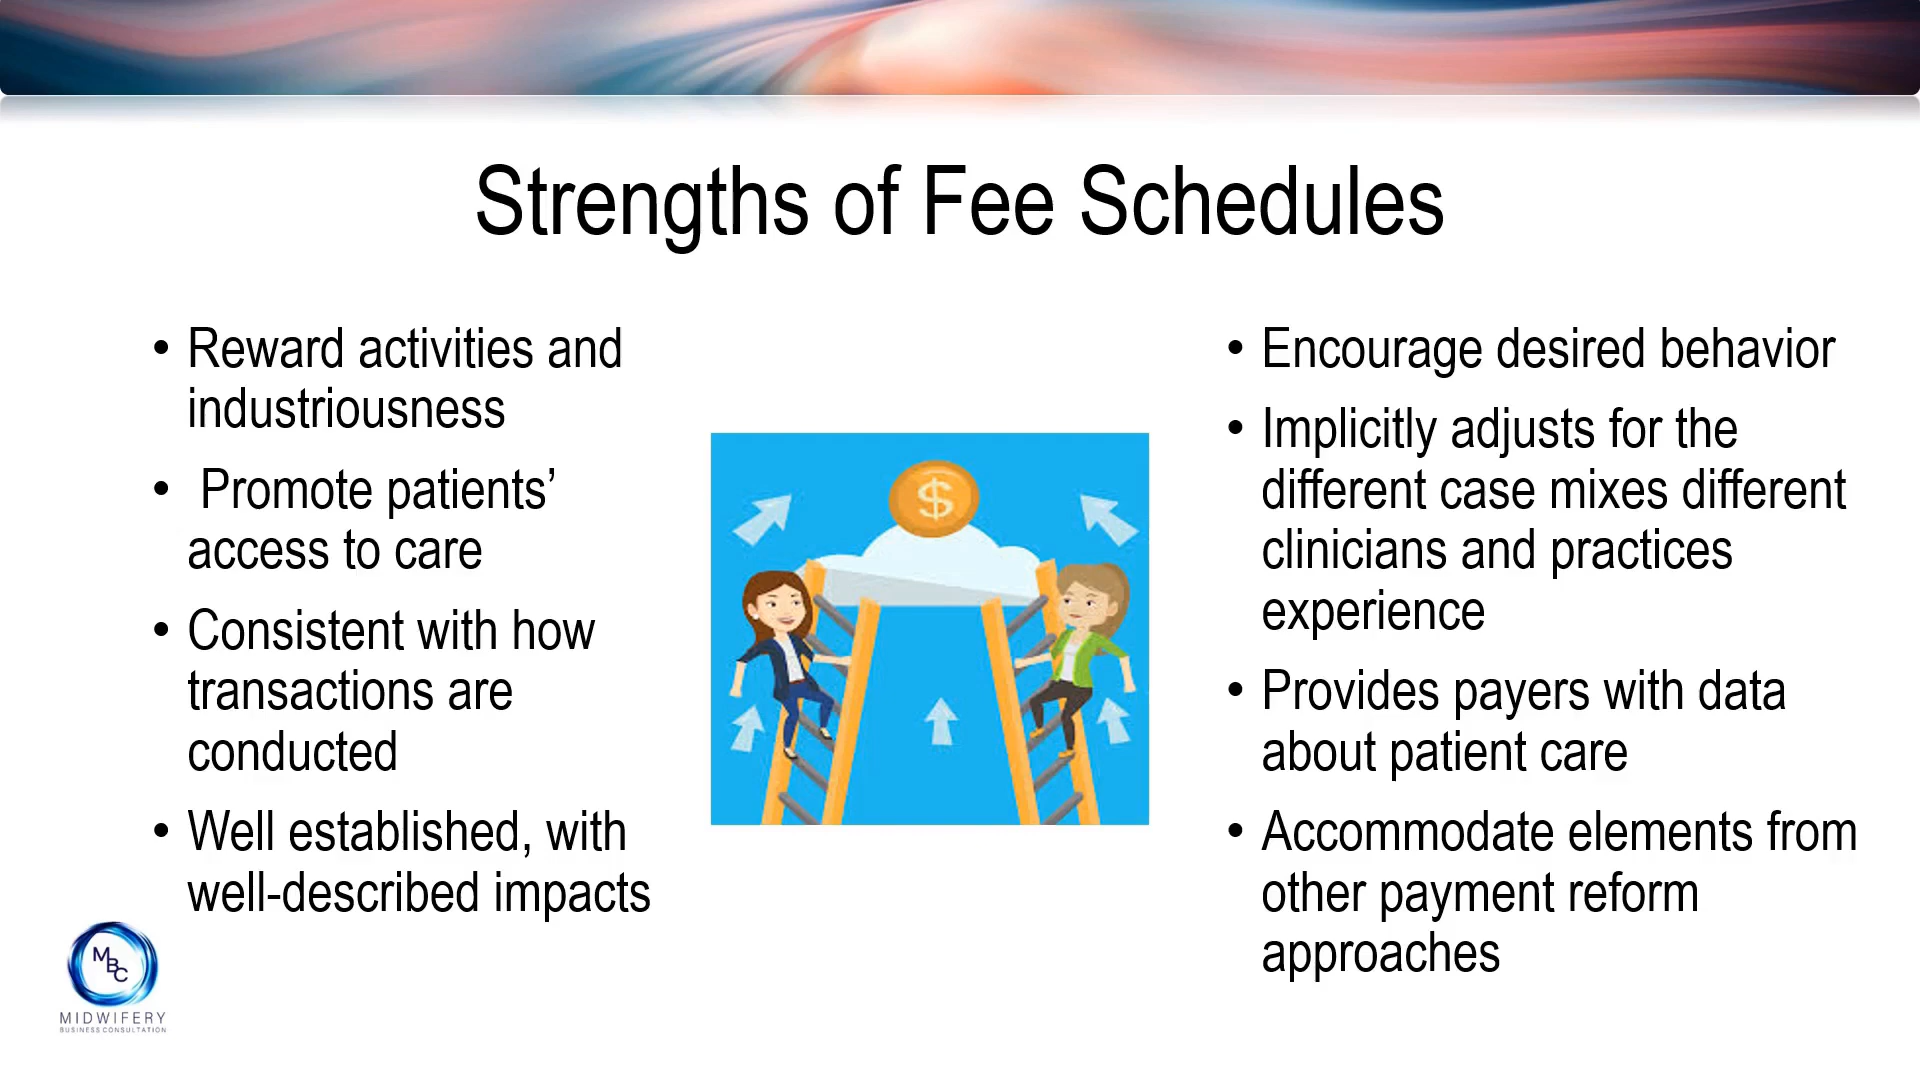 Strengths of Fee Schedules
• Reward activities and
industriousness
• Promote patients’
access to care
• Consistent with how
transactions are
conducted
• Well established, with
well-described impacts
$
• Encourage desired behavior
• Implicitly adjusts for the
different case mixes different
clinicians and practices
experience
• Provides payers with data
about patient care
• Accommodate elements from
other payment reform
approaches
MBC
MIDWIFERY
BUSINESS CONSULTATION